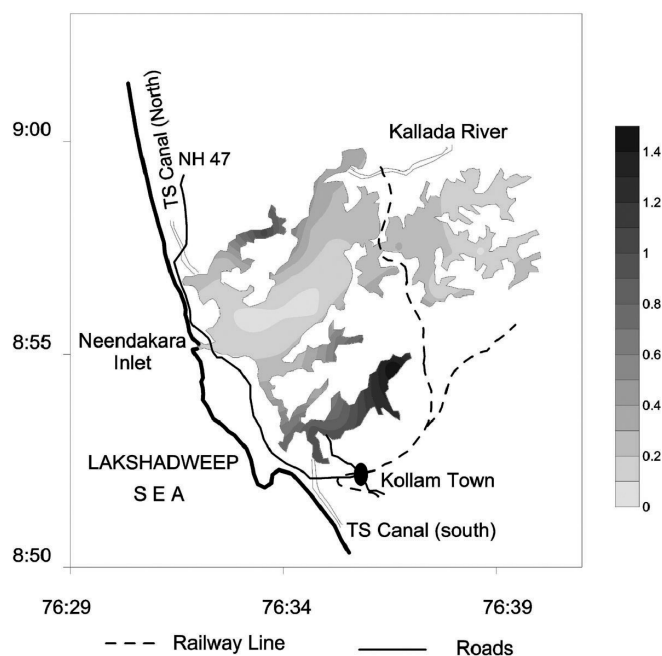 9:00
8:55
8:50
76:29
76:34
76:39
TS Canal (North)
NH 47
Kallada River
Neendakara
Inlet
LAKSHADWEEP
SEA
Kollam Town
TS Canal (south)
1.4
1.2
1
0.8
0.6
0.4
0.2
0
Railway Line
Roads